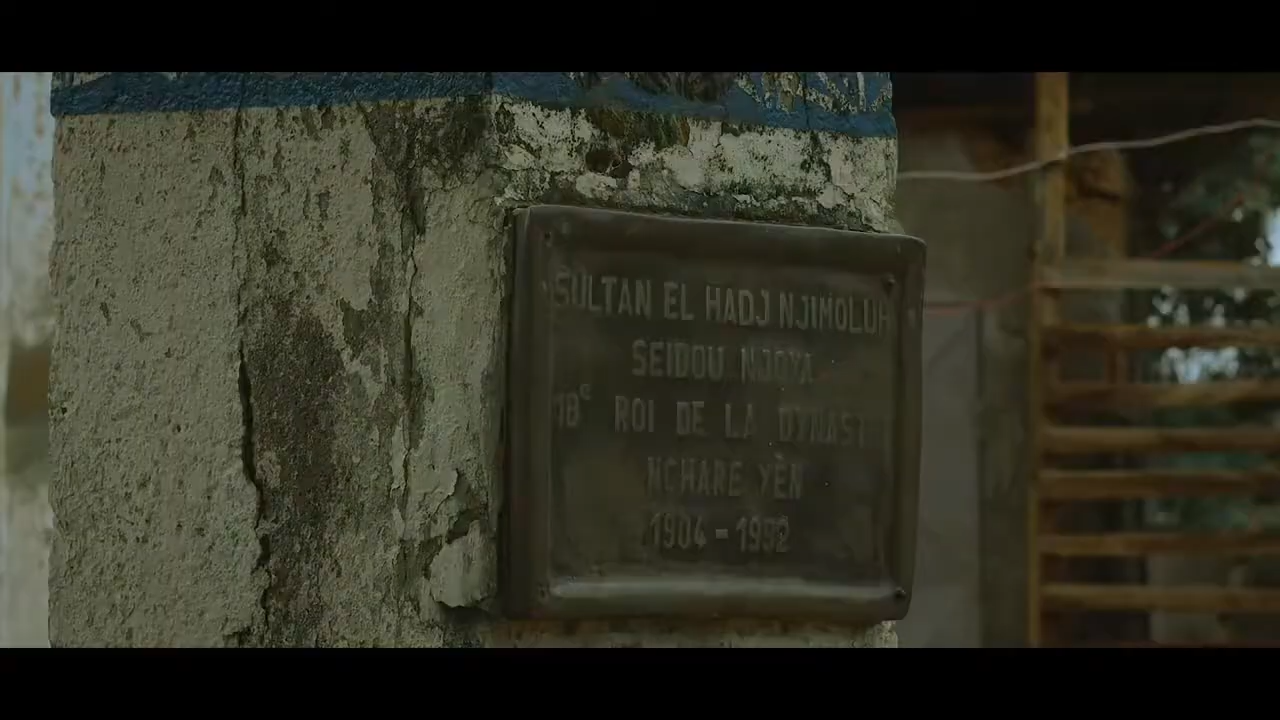 SULTAN EL HADJ NJIMOLUH
SEIDOU NJOYA
18e ROI DE LA DYNASTI
NCHARE YÈN
1904 - 1992